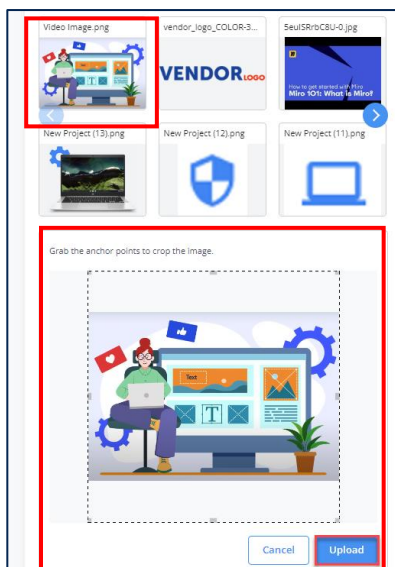 Video Image.png
vendor_logo_COLOR-3...
5euISRrbC8U-0.jpg
VENDOR LOGO
How to get started with Miro
Miro 101: What is Miro?
New Project (13).png
New Project (12).png
New Project (11).png
Grab the anchor points to crop the image.
Text
T
Cancel
Upload